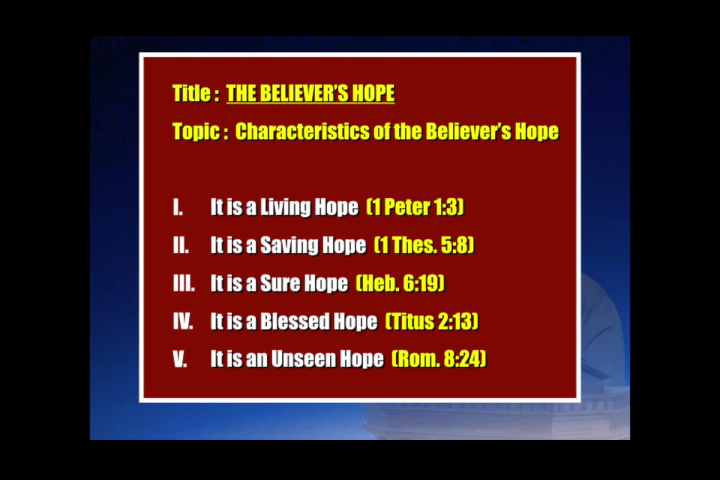 Title : THE BELIEVER'S HOPE
Topic : Characteristics of the Believer's Hope
I. It is a Living Hope (1 Peter 1:3)
II. It is a Saving Hope (1 Thes. 5:8)
III. It is a Sure Hope (Heb. 6:19)
IV. It is a Blessed Hope (Titus 2:13)
V. It is an Unseen Hope (Rom. 8:24)